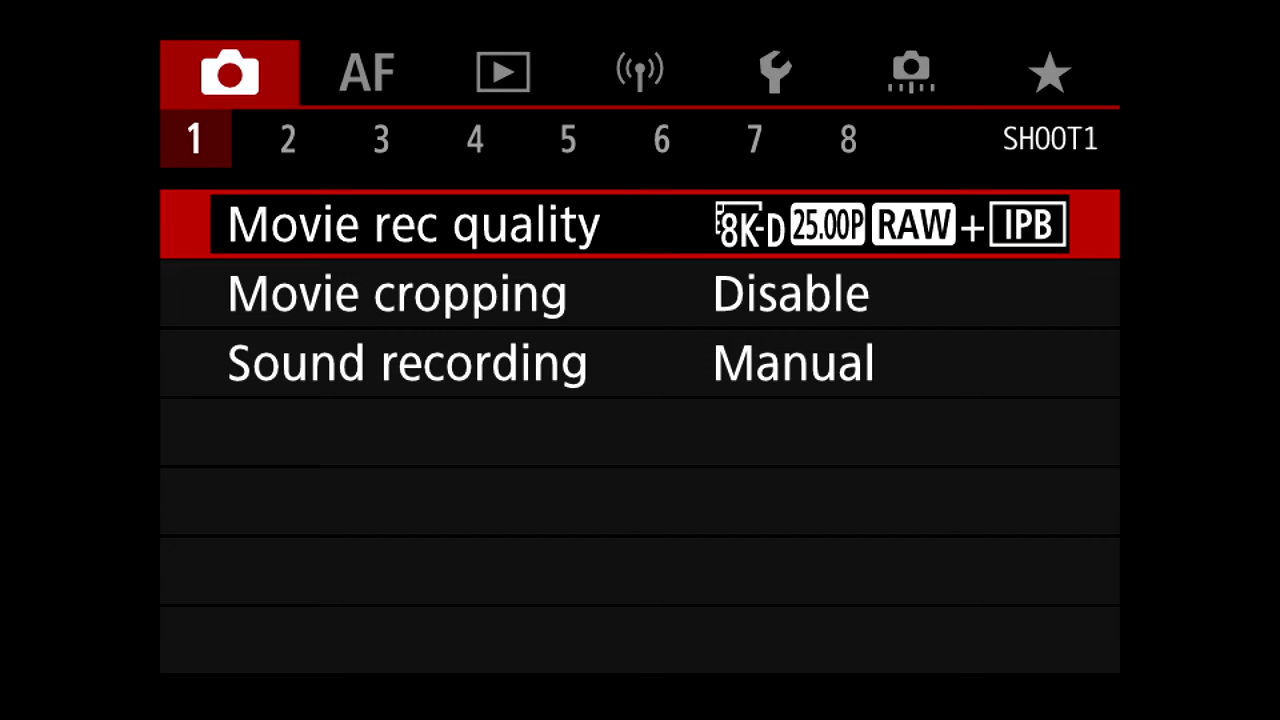 AF
1 2 3 4 5 6 7 8 SHOOT1
Movie rec quality 8K-D 25.00P RAW+IPB
Movie cropping Disable
Sound recording Manual